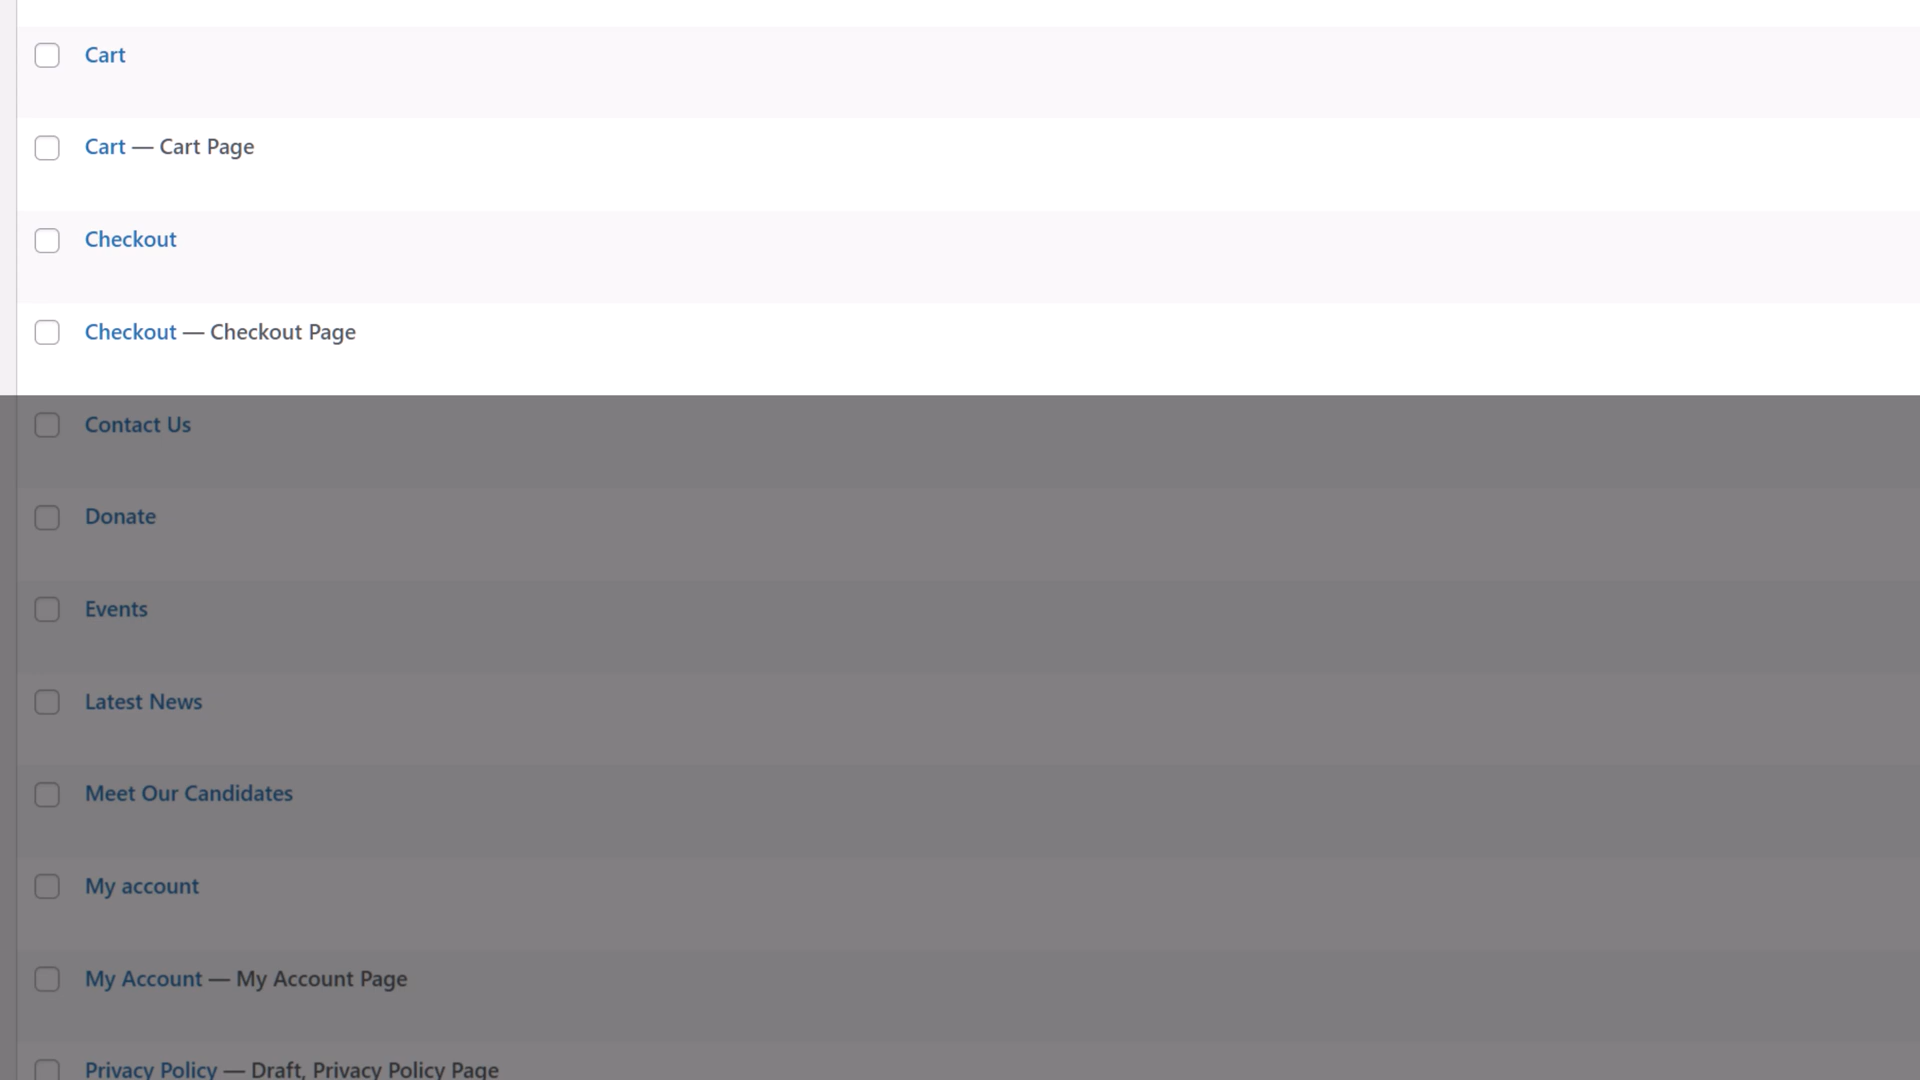 Cart
Cart — Cart Page
Checkout
Checkout — Checkout Page
Contact Us
Donate
Events
Latest News
Meet Our Candidates
My account
My Account — My Account Page
Privacy Policy — Draft, Privacy Policy Page